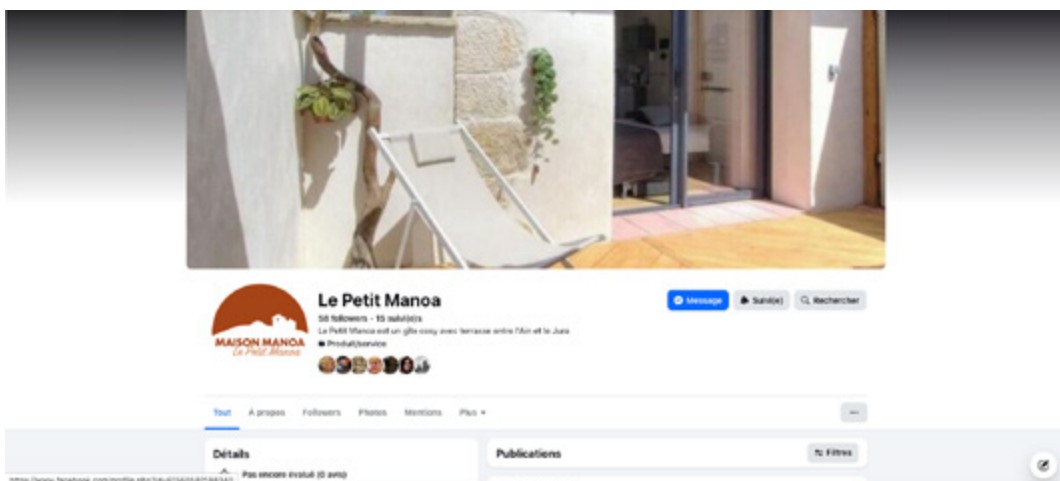 Le Petit Manoa
58 followers • 15 suivi(e)s
Le Petit Manoa est un gîte cosy avec terrasse entre l'Ain et le Jura
Produit/service
MAISON MANOA
Le Petit Manoa
Message
Suivi(e)
Rechercher
Tout
À propos
Followers
Photos
Mentions
Plus
Détails
Pas encore évalué (0 avis)
Publications
Filtres